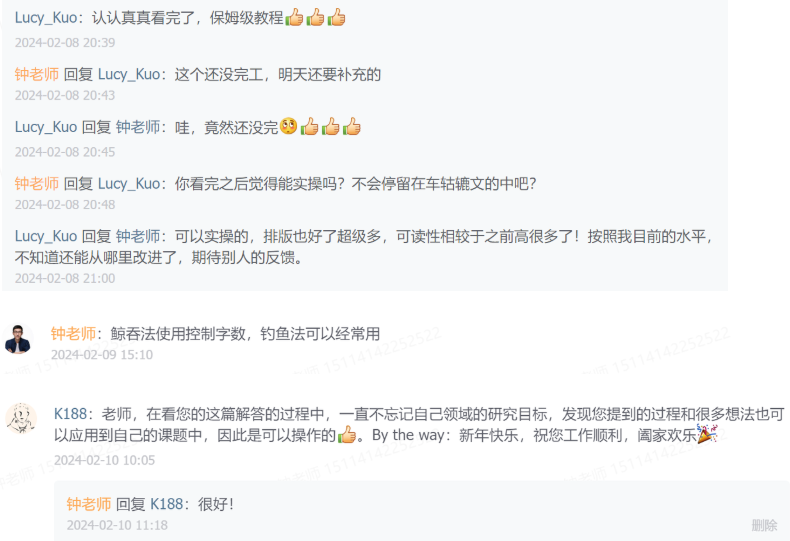 Lucy_Kuo：认认真真看完了，保姆级教程👍👍👍
2024-02-08 20:39
钟老师 回复 Lucy_Kuo：这个还没完工，明天还要补充的
2024-02-08 20:43
Lucy_Kuo 回复 钟老师：哇，竟然还没完🙄👍👍👍
2024-02-08 20:45
钟老师 回复 Lucy_Kuo：你看完之后觉得能实操吗？不会停留在车轱辘文的中吧？
2024-02-08 20:48
Lucy_Kuo 回复 钟老师：可以实操的，排版也好了超级多，可读性相较于之前高很多了！按照我目前的水平，
不知道还能从哪里改进了，期待别人的反馈。
2024-02-08 21:00
钟老师：鲸吞法使用控制字数，钓鱼法可以经常用
2024-02-09 15:10
K188：老师，在看您的这篇解答的过程中，一直不忘记自己领域的研究目标，发现您提到的过程和很多想法也可
以应用到自己的课题中，因此是可以操作的👍。By the way：新年快乐，祝您工作顺利，阖家欢乐🎉
2024-02-10 10:05
钟老师 回复 K188：很好！
2024-02-10 11:18
删除